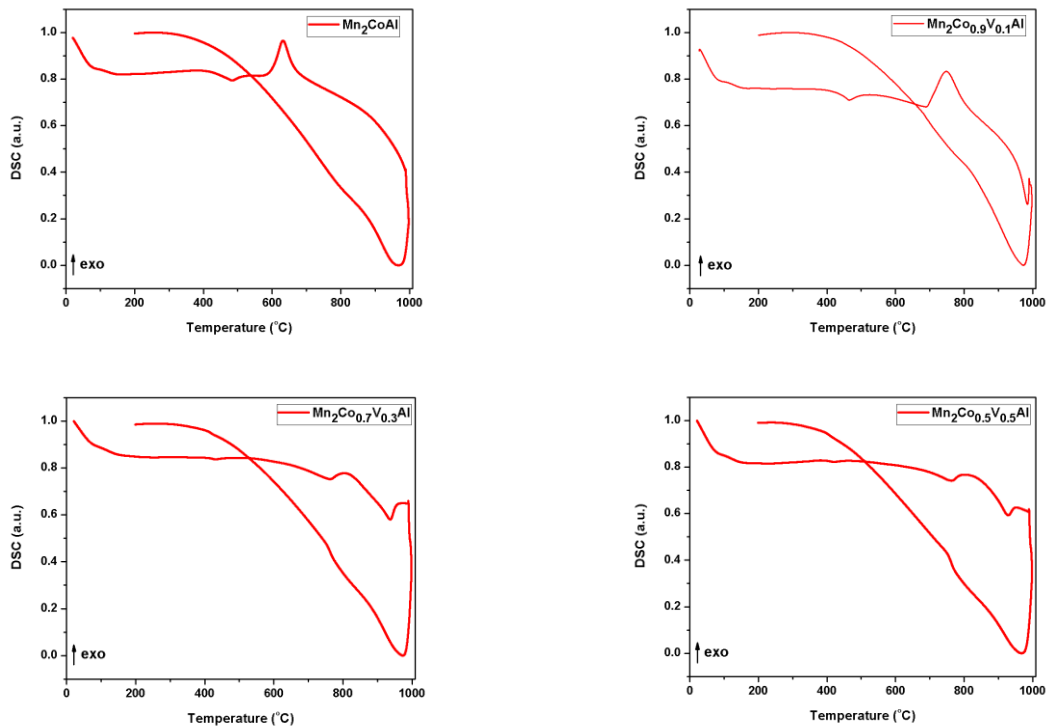 Mn₂CoAl
1.0
0.8
0.6
0.4
0.2
0.0
DSC (a.u.)
exo
0 200 400 600 800 1000
Temperature (°C)
Mn₂Co₀.₉V₀.₁Al
1.0
0.8
0.6
0.4
0.2
0.0
DSC (a.u.)
exo
0 200 400 600 800 1000
Temperature (°C)
Mn₂Co₀.₇V₀.₃Al
1.0
0.8
0.6
0.4
0.2
0.0
DSC (a.u.)
exo
0 200 400 600 800 1000
Temperature (°C)
Mn₂Co₀.₅V₀.₅Al
1.0
0.8
0.6
0.4
0.2
0.0
DSC (a.u.)
exo
0 200 400 600 800 1000
Temperature (°C)